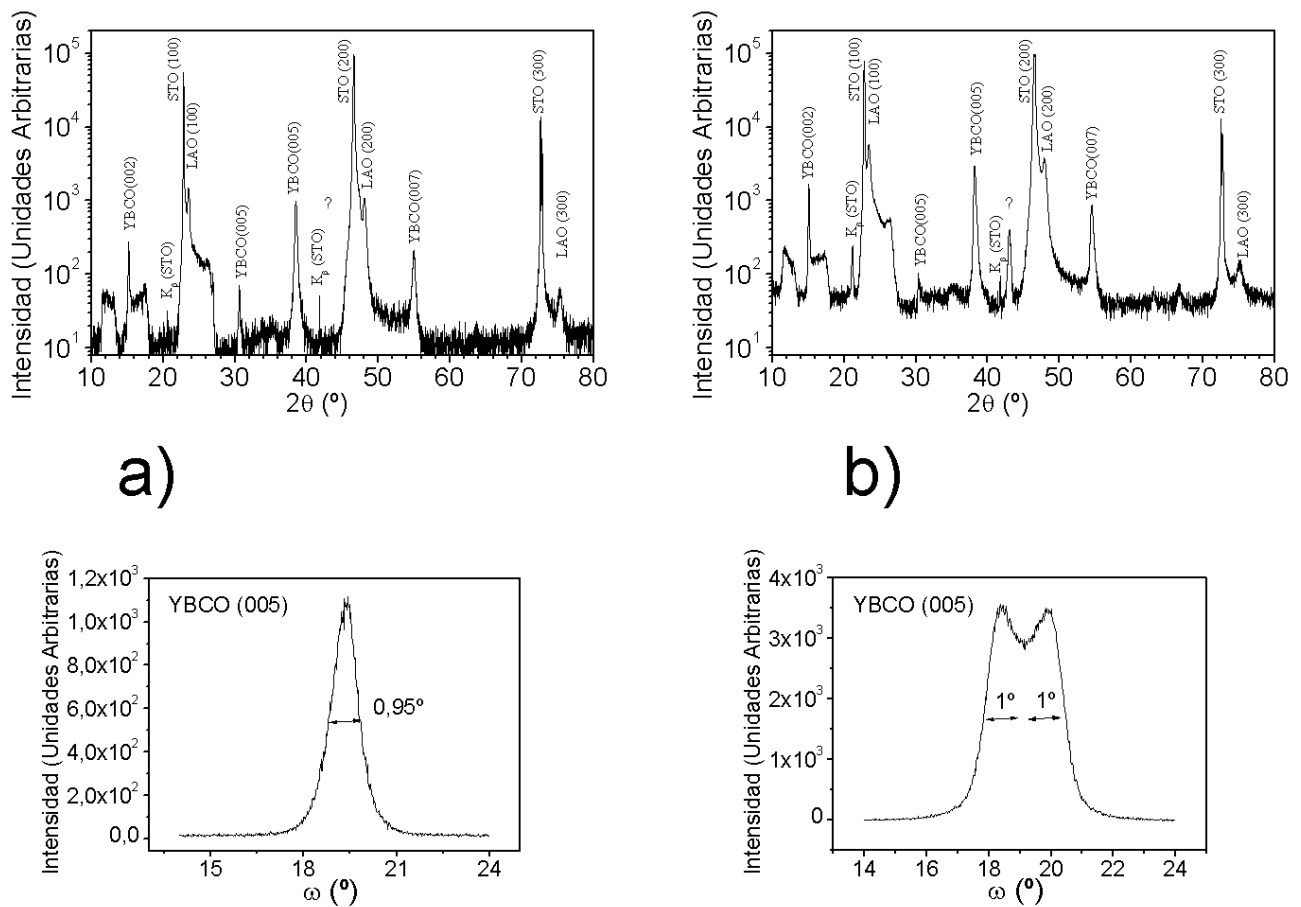 Intensidad (Unidades Arbitrarias)
10⁵
10⁴
10³
10²
10¹
YBCO(002)
Kβ (STO)
STO (100)
LAO (100)
YBCO(005)
YBCO(005)
Kβ (STO)
?
STO (200)
LAO (200)
YBCO(007)
STO (300)
LAO (300)
10 20 30 40 50 60 70 80
2θ (º)
a)
Intensidad (Unidades Arbitrarias)
10⁵
10⁴
10³
10²
10¹
YBCO(002)
Kβ (STO)
STO (100)
LAO (100)
YBCO(005)
YBCO(005)
Kβ (STO)
?
STO (200)
LAO (200)
YBCO(007)
STO (300)
LAO (300)
10 20 30 40 50 60 70 80
2θ (º)
b)
Intensidad (Unidades Arbitrarias)
1,2x10³
1,0x10³
8,0x10²
6,0x10²
4,0x10²
2,0x10²
0,0
YBCO (005)
0,95º
15 18 21 24
ω (º)
Intensidad (Unidades Arbitrarias)
4x10³
3x10³
2x10³
1x10³
0
YBCO (005)
1º 1º
14 16 18 20 22 24
ω (º)